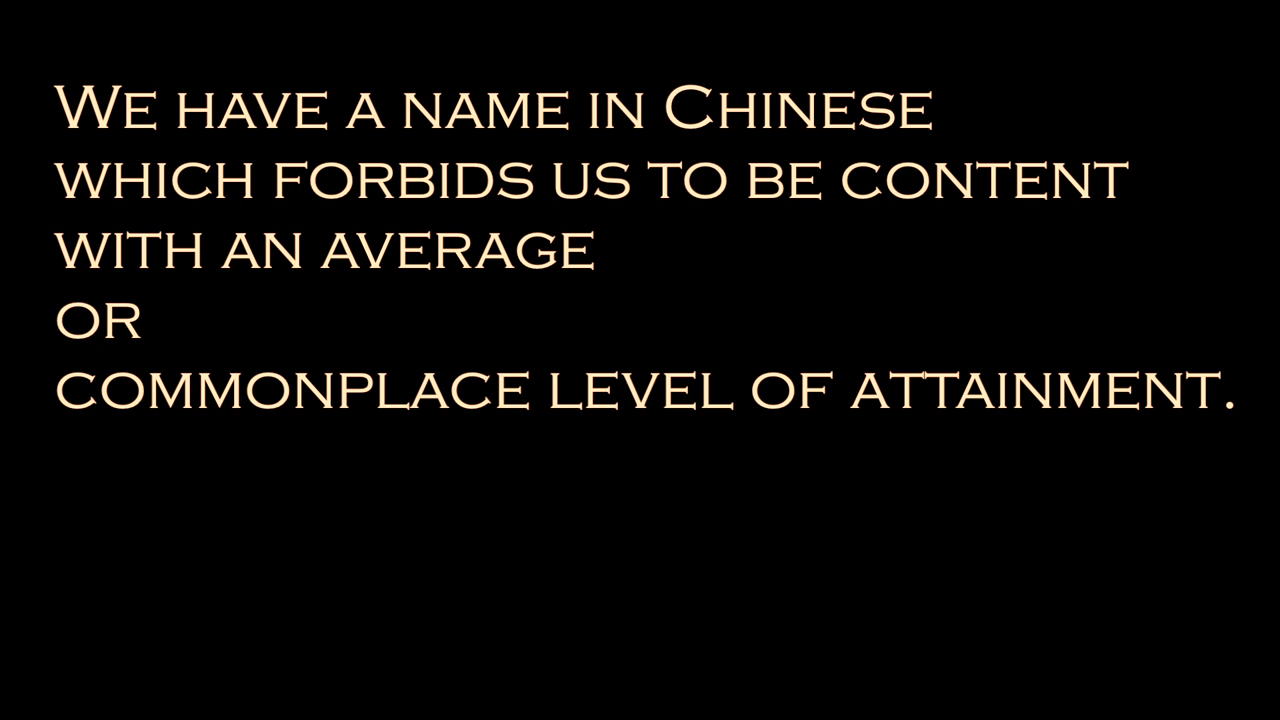 We have a name in Chinese
which forbids us to be content
with an average
or
commonplace level of attainment.